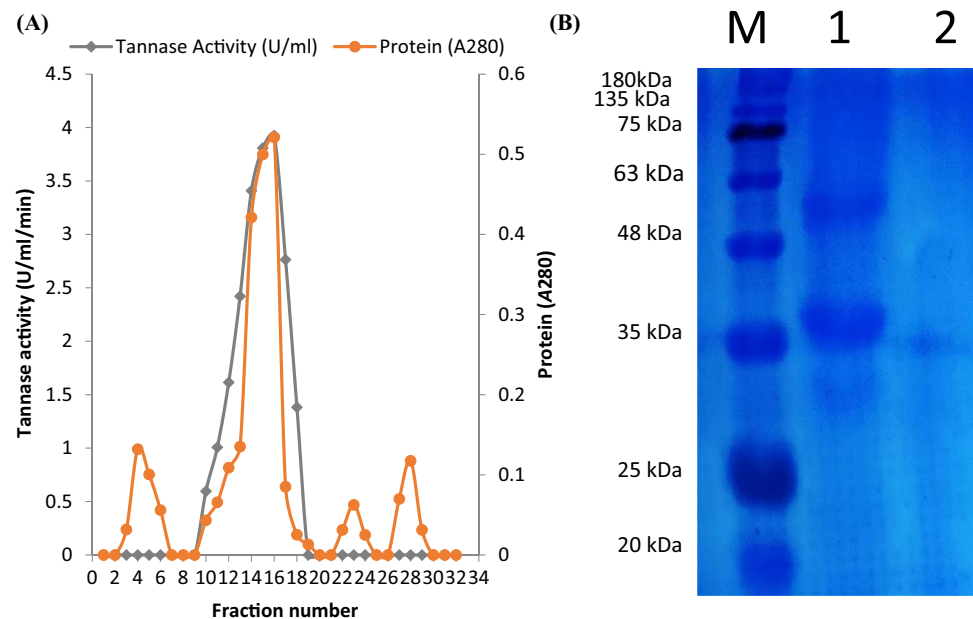 (A)
Tannase Activity (U/ml) Protein (A280)
Tannase activity (U/ml/min)
4.5
4
3.5
3
2.5
2
1.5
1
0.5
0
0.6
0.5
0.4
0.3
0.2
0.1
0
Protein (A280)
0 2 4 6 8 10 12 14 16 18 20 22 24 26 28 30 32 34
Fraction number
(B)
M 1 2
180kDa
135 kDa
75 kDa
63 kDa
48 kDa
35 kDa
25 kDa
20 kDa